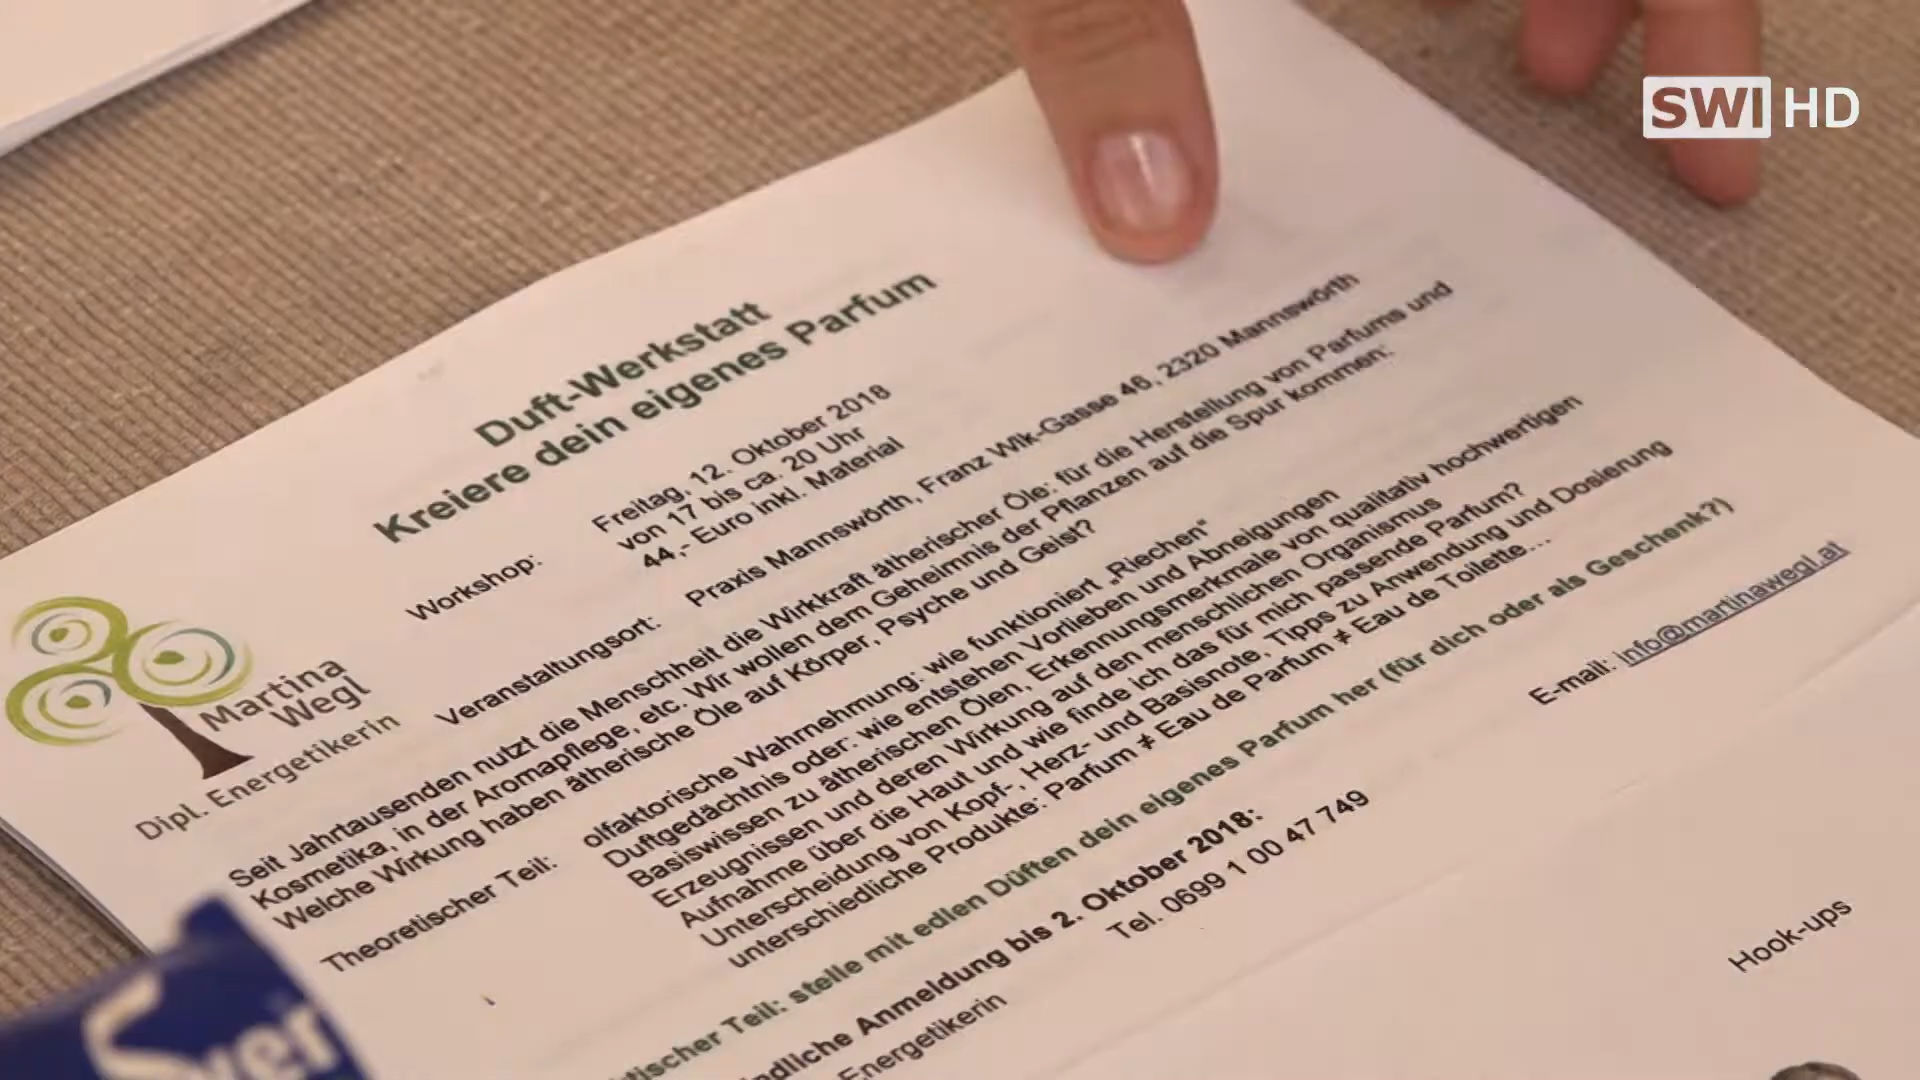 SWI HD
Duft-Werkstatt
Kreiere dein eigenes Parfum
Workshop: Freitag, 12. Oktober 2018
von 17 bis ca. 20 Uhr
44,- Euro inkl. Material
Veranstaltungsort: Praxis Mannswörth, Franz Wlk-Gasse 46, 2320 Mannswörth
Martina
Wegl
Dipl. Energetikerin
Seit Jahrtausenden nutzt die Menschheit die Wirkkraft ätherischer Öle: für die Herstellung von Parfums und
Kosmetika, in der Aromapflege, etc. Wir wollen dem Geheimnis der Pflanzen auf die Spur kommen:
Welche Wirkung haben ätherische Öle auf Körper, Psyche und Geist?
Theoretischer Teil: olfaktorische Wahrnehmung: wie funktioniert „Riechen“
Duftgedächtnis oder: wie entstehen Vorlieben und Abneigungen
Basiswissen zu ätherischen Ölen, Erkennungsmerkmale von qualitativ hochwertigen
Erzeugnissen und deren Wirkung auf den menschlichen Organismus
Aufnahme über die Haut und wie finde ich das für mich passende Parfum?
Unterscheidung von Kopf-, Herz- und Basisnote, Tipps zu Anwendung und Dosierung
unterschiedliche Produkte: Parfum ≠ Eau de Parfum ≠ Eau de Toilette...
tischer Teil: stelle mit edlen Düften dein eigenes Parfum her (für dich oder als Geschenk?)
ndliche Anmeldung bis 2. Oktober 2018:
Tel. 0699 1 00 47 749
E-mail: info@martinawegl.at
Energetikerin
Hook-ups